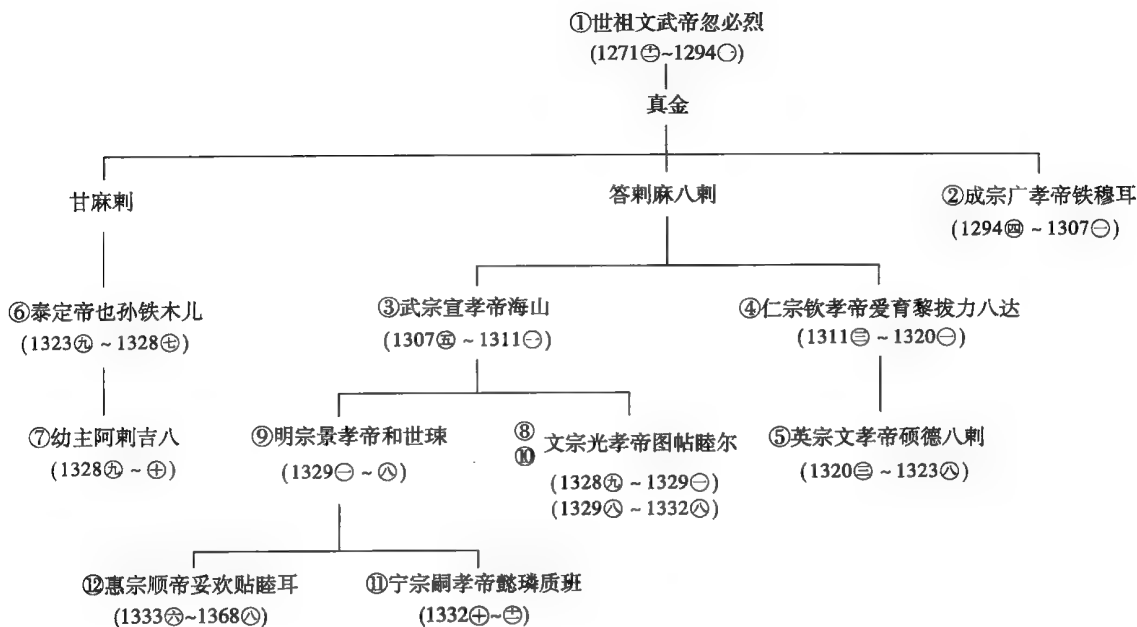 ①世祖文武帝忽必烈
(1271十二~1294㊀)
真金
甘麻剌
答剌麻八剌
②成宗广孝帝铁穆耳
(1294㊃~1307㊀)
⑥泰定帝也孙铁木儿
(1323㊈~1328㊆)
③武宗宣孝帝海山
(1307㊄~1311㊀)
④仁宗钦孝帝爱育黎拔力八达
(1311㊂~1320㊀)
⑦幼主阿剌吉八
(1328㊈~㊉)
⑨明宗景孝帝和世㻋
(1329㊀~㊇)
⑧
⑩ 文宗光孝帝图帖睦尔
(1328㊈~1329㊀)
(1329㊇~1332㊇)
⑤英宗文孝帝硕德八剌
(1320㊂~1323㊇)
⑫惠宗顺帝妥欢贴睦耳
(1333㊅~1368㊇)
⑪宁宗嗣孝帝懿璘质班
(1332㊉~十二)